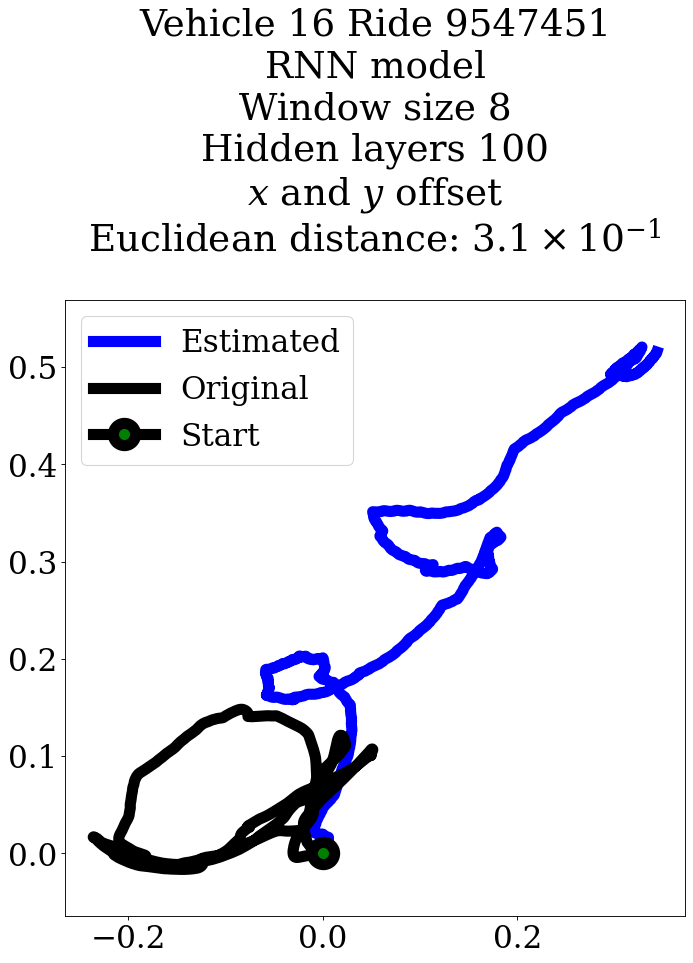 Vehicle 16 Ride 9547451
RNN model
Window size 8
Hidden layers 100
x and y offset
Euclidean distance: 3.1 × 10⁻¹
Estimated
Original
Start
0.5
0.4
0.3
0.2
0.1
0.0
−0.2 0.0 0.2